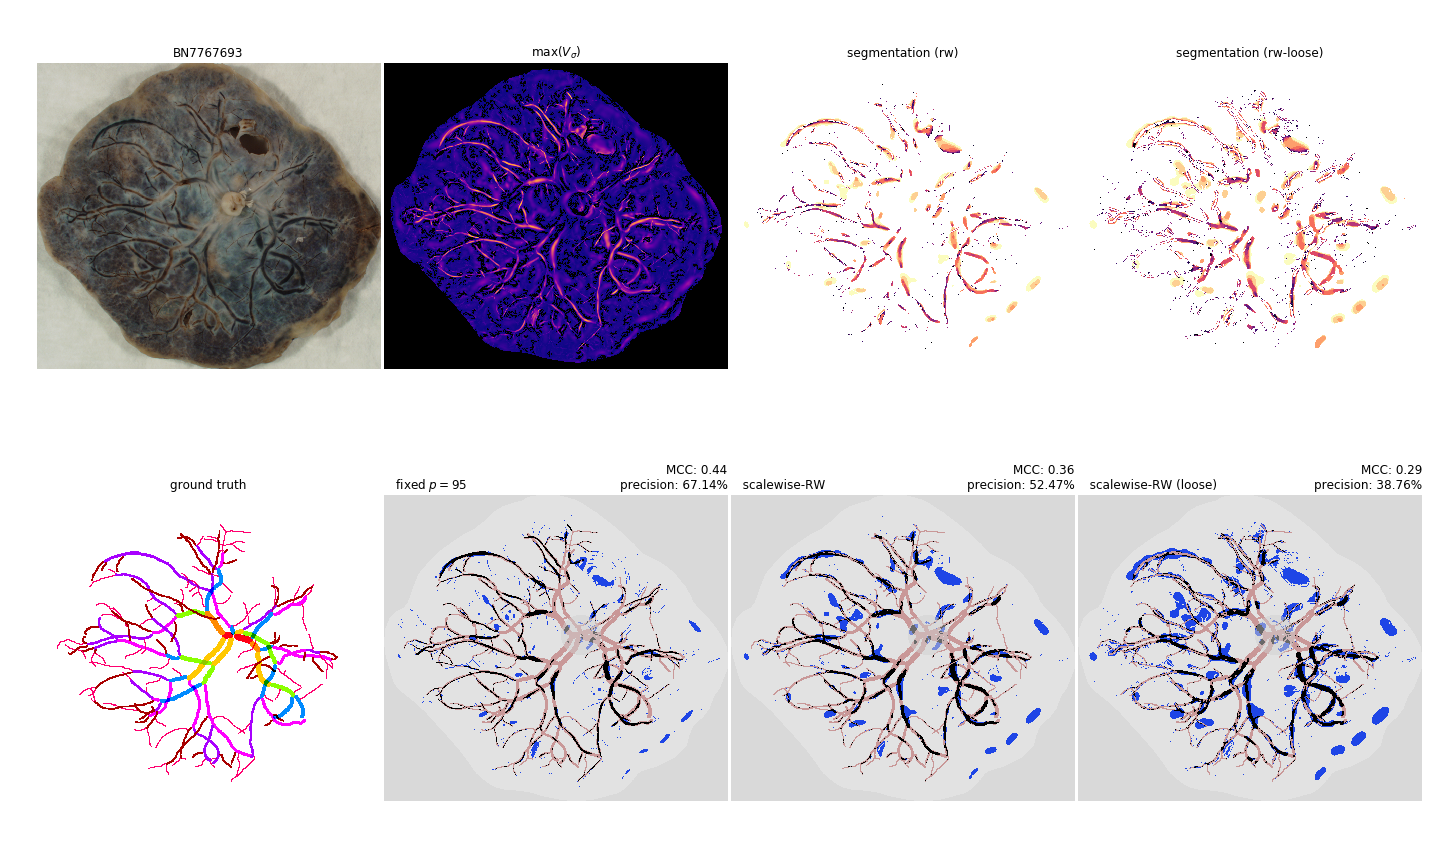 BN7767693
max(Vσ)
segmentation (rw)
segmentation (rw-loose)
ground truth
fixed p = 95
MCC: 0.44
precision: 67.14%
scalewise-RW
MCC: 0.36
precision: 52.47%
scalewise-RW (loose)
MCC: 0.29
precision: 38.76%